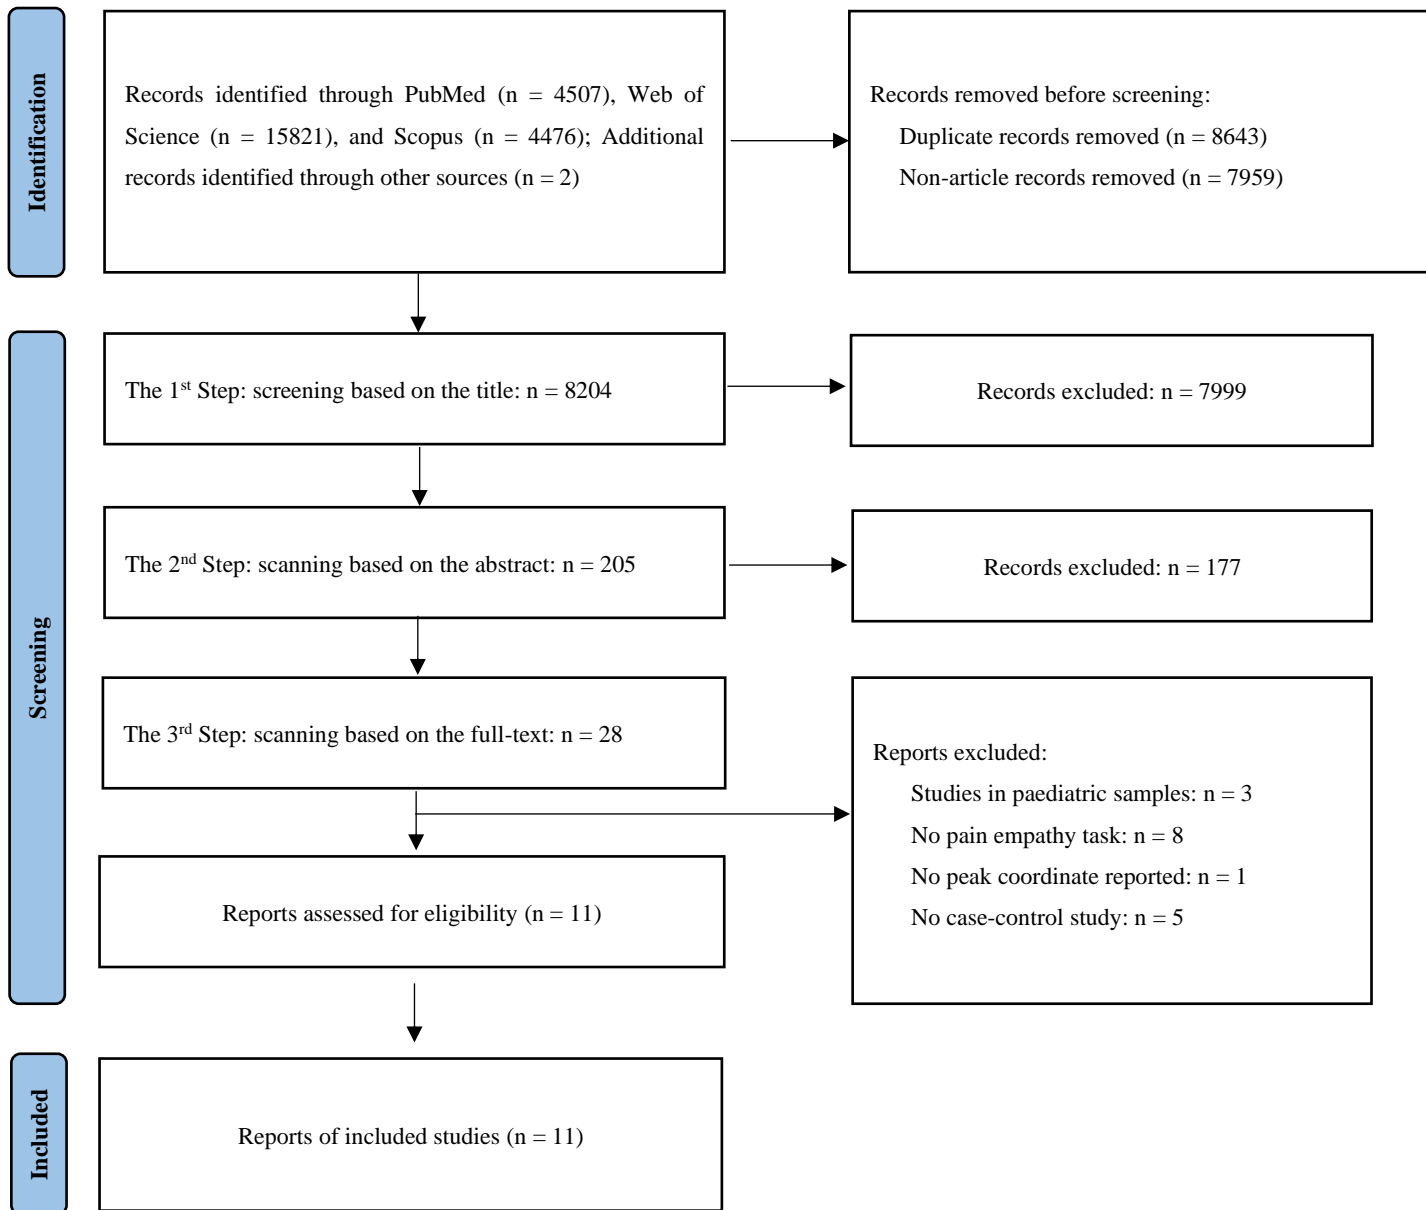 Identification
Records identified through PubMed (n = 4507), Web of
Science (n = 15821), and Scopus (n = 4476); Additional
records identified through other sources (n = 2)
Records removed before screening:
Duplicate records removed (n = 8643)
Non-article records removed (n = 7959)
Screening
The 1st Step: screening based on the title: n = 8204
Records excluded: n = 7999
The 2nd Step: scanning based on the abstract: n = 205
Records excluded: n = 177
The 3rd Step: scanning based on the full-text: n = 28
Reports excluded:
Studies in paediatric samples: n = 3
No pain empathy task: n = 8
No peak coordinate reported: n = 1
No case-control study: n = 5
Reports assessed for eligibility (n = 11)
Included
Reports of included studies (n = 11)